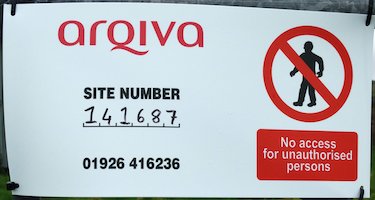 arqiva
SITE NUMBER
141687
01926 416236
No access
for unauthorised
persons